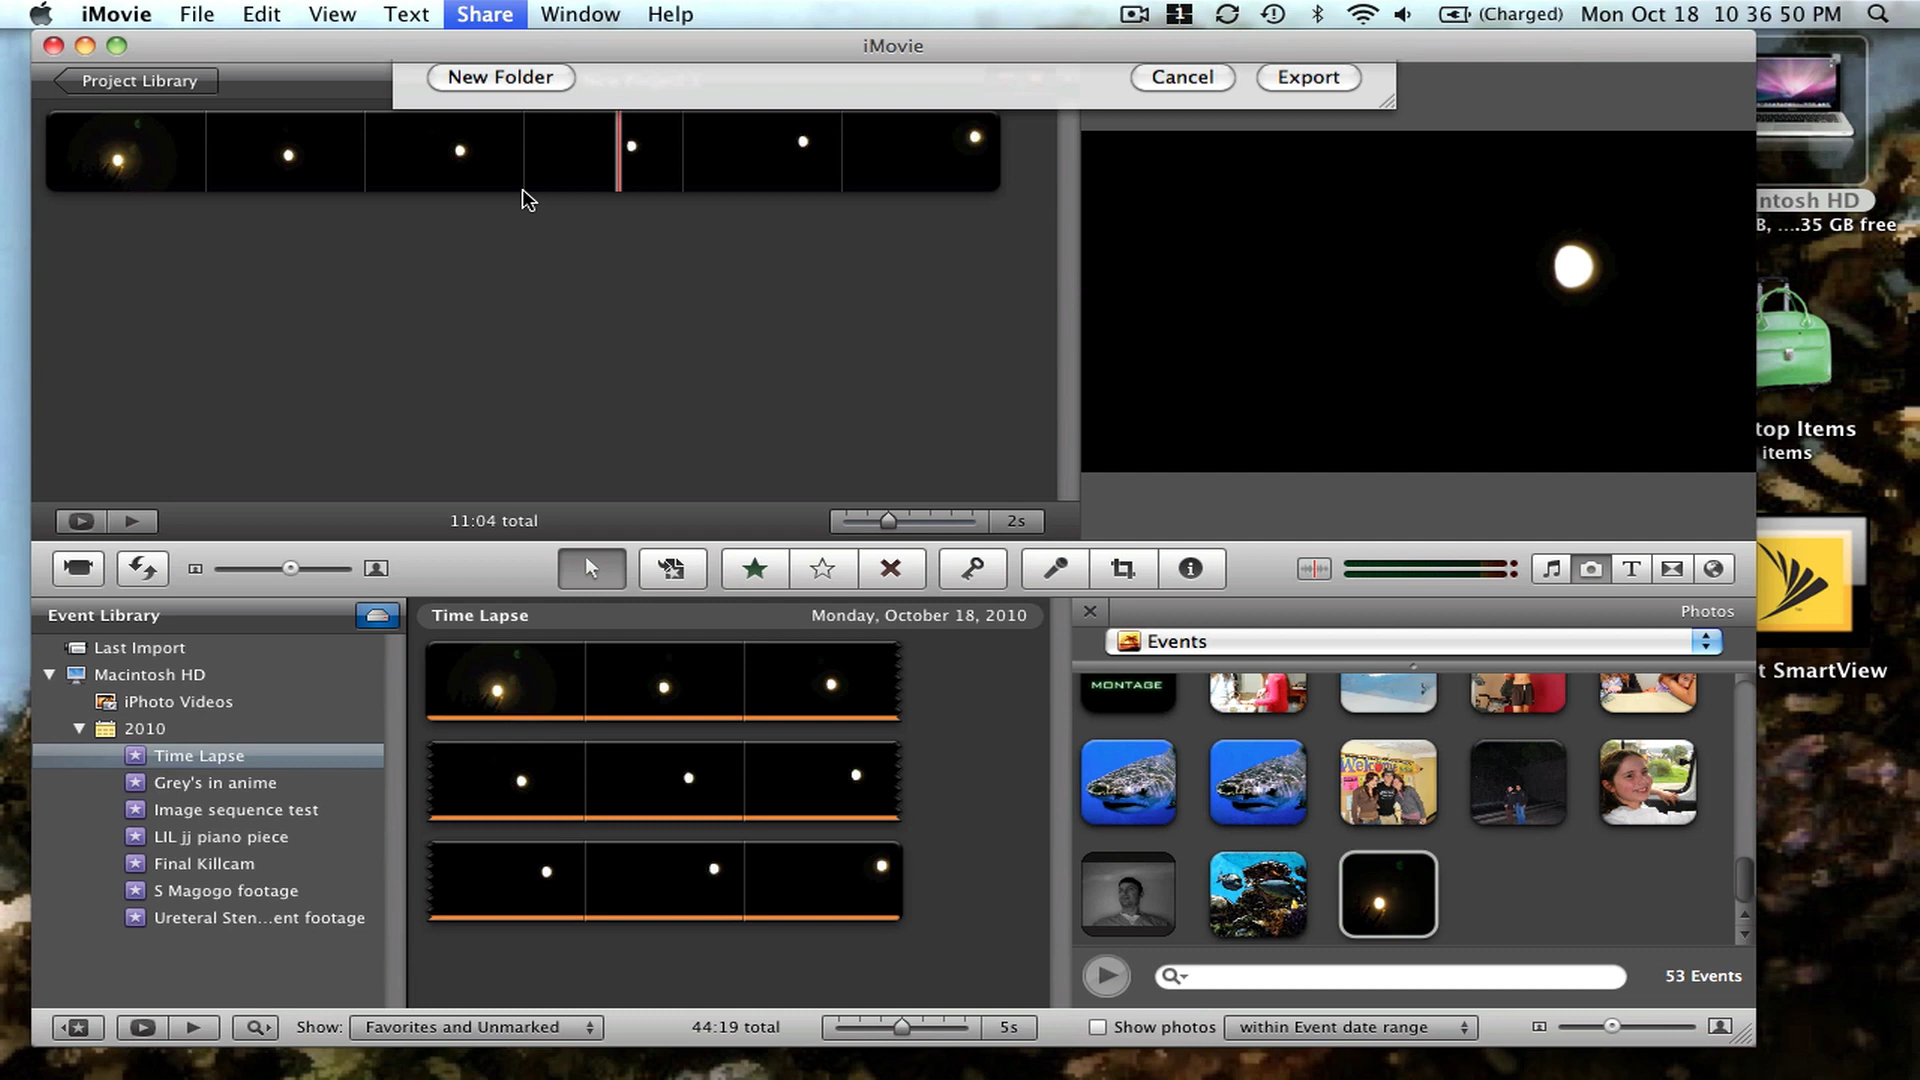 iMovie File Edit View Text Share Window Help
1 (Charged) Mon Oct 18 10 36 50 PM
iMovie
Project Library
New Folder Cancel Export
ntosh HD
B, ....35 GB free
top Items
items
11:04 total
2s
T
Event Library
Last Import
Macintosh HD
iPhoto Videos
2010
Time Lapse
Grey's in anime
Image sequence test
LIL jj piano piece
Final Killcam
S Magogo footage
Ureteral Sten...ent footage
Time Lapse Monday, October 18, 2010
Photos
Events
MONTAGE
Welcome
t SmartView
53 Events
Show: Favorites and Unmarked 44:19 total 5s
Show photos within Event date range